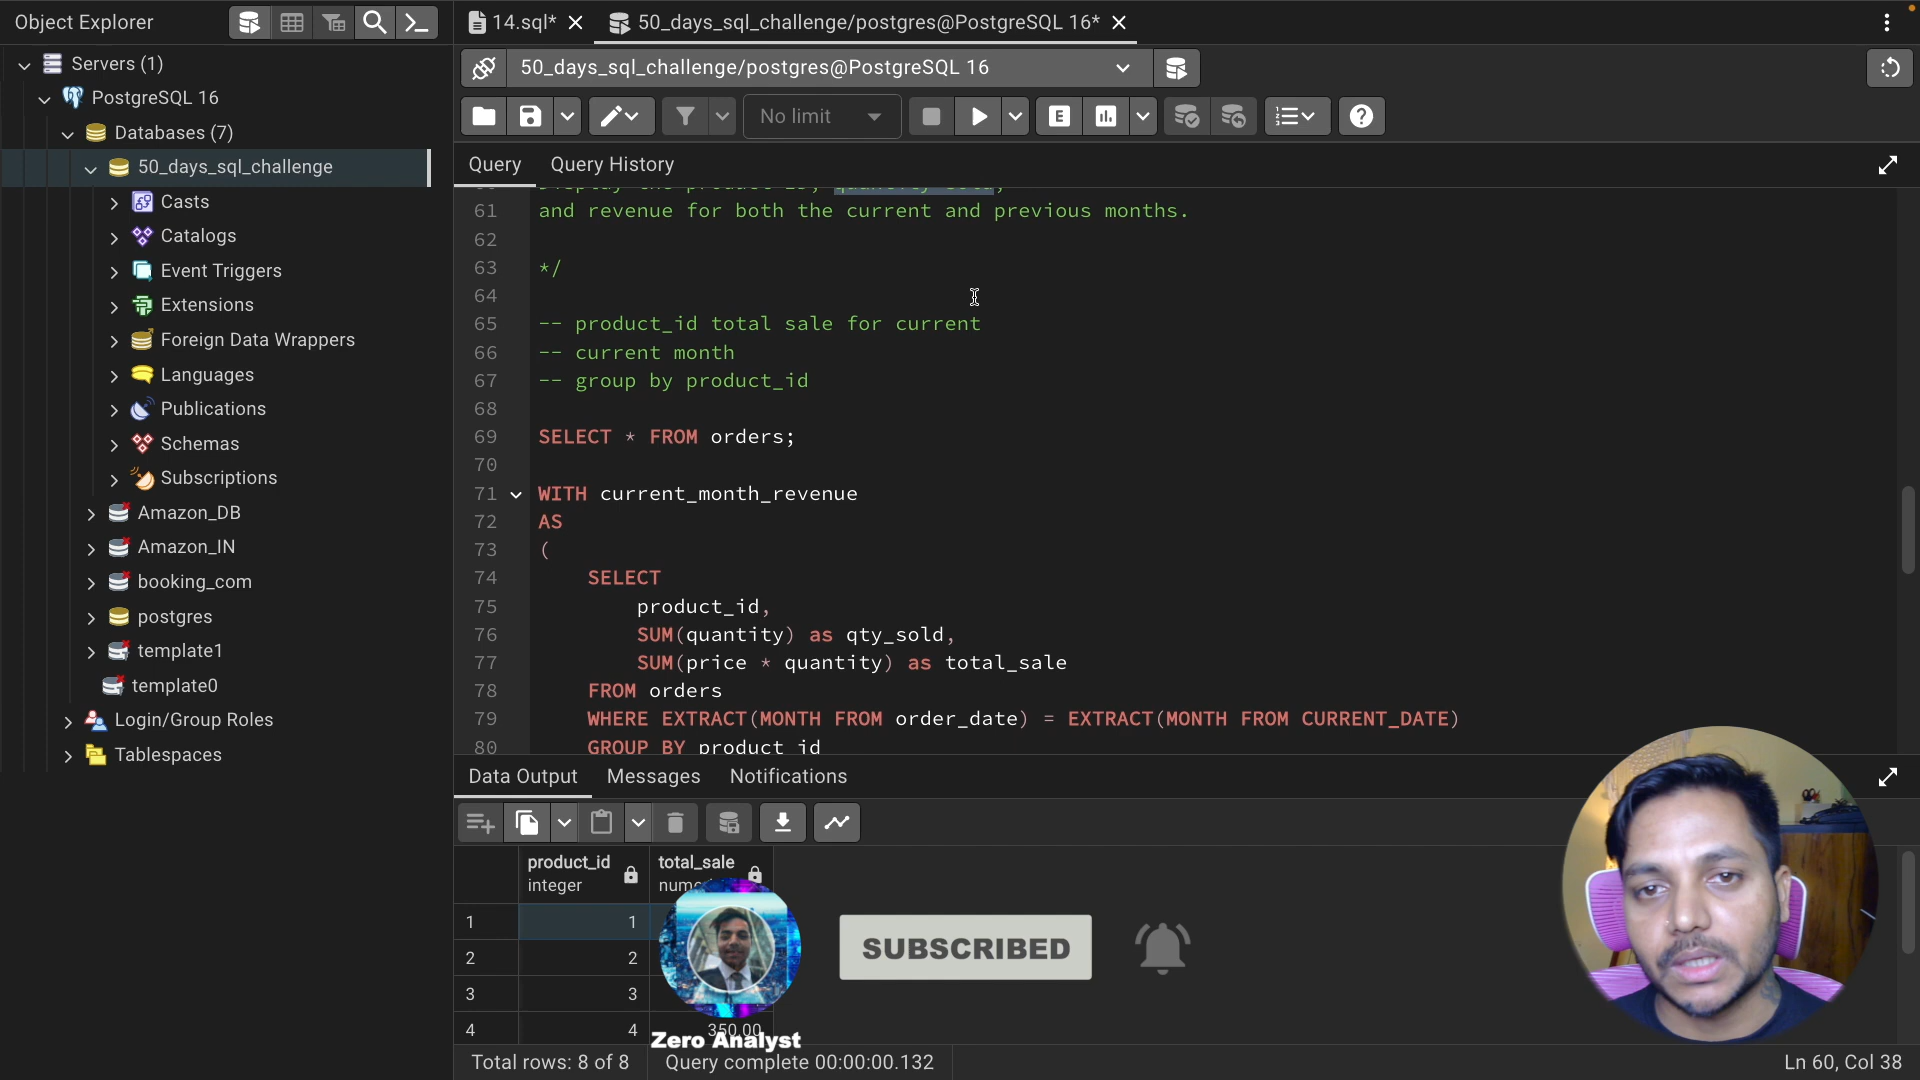 Object Explorer
14.sql*
50_days_sql_challenge/postgres@PostgreSQL 16*
Servers (1)
PostgreSQL 16
Databases (7)
50_days_sql_challenge
Casts
Catalogs
Event Triggers
Extensions
Foreign Data Wrappers
Languages
Publications
Schemas
Subscriptions
Amazon_DB
Amazon_IN
booking_com
postgres
template1
template0
Login/Group Roles
Tablespaces
50_days_sql_challenge/postgres@PostgreSQL 16
No limit
E
Query
Query History
61 and revenue for both the current and previous months.
62
63 */
64
65 -- product_id total sale for current
66 -- current month
67 -- group by product_id
68
69 SELECT * FROM orders;
70
71 WITH current_month_revenue
72 AS
73 (
74 SELECT
75 product_id,
76 SUM(quantity) as qty_sold,
77 SUM(price * quantity) as total_sale
78 FROM orders
79 WHERE EXTRACT(MONTH FROM order_date) = EXTRACT(MONTH FROM CURRENT_DATE)
80 GROUP BY product_id
Data Output
Messages
Notifications
product_id
integer
total_sale
1 1
2 2
3 3
4 4 350.00
SUBSCRIBED
Zero Analyst
Total rows: 8 of 8
Query complete 00:00:00.132
Ln 60, Col 38